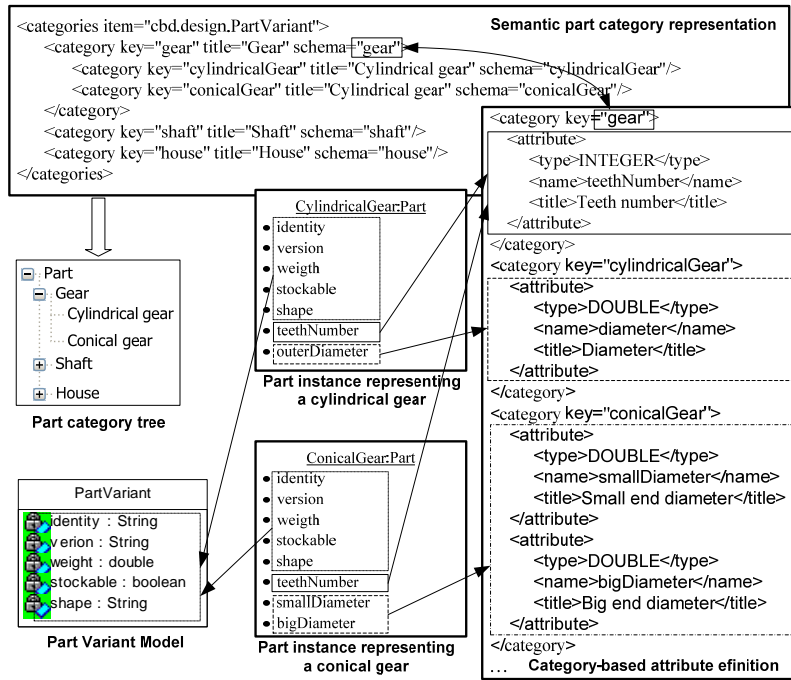 <categories item="cbd.design.PartVariant">
Semantic part category representation
<category key="gear" title="Gear" schema="gear">
<category key="cylindricalGear" title="Cylindrical gear" schema="cylindricalGear"/>
<category key="conicalGear" title="Cylindrical gear" schema="conicalGear"/>
</category>
<category key="shaft" title="Shaft" schema="shaft"/>
<category key="house" title="House" schema="house"/>
</categories>
Part
Gear
Cylindrical gear
Conical gear
Shaft
House
Part category tree
PartVariant
identity : String
verion : String
weight : double
stockable : boolean
shape : String
Part Variant Model
CylindricalGear:Part
identity
version
weigth
stockable
shape
teethNumber
outerDiameter
Part instance representing
a cylindrical gear
ConicalGear:Part
identity
version
weigth
stockable
shape
teethNumber
smallDiameter
bigDiameter
Part instance representing
a conical gear
<category key="gear">
<attribute>
<type>INTEGER</type>
<name>teethNumber</name>
<title>Teeth number</title>
</attribute>
</category>
<category key="cylindricalGear">
<attribute>
<type>DOUBLE</type>
<name>diameter</name>
<title>Diameter</title>
</attribute>
</category>
<category key="conicalGear">
<attribute>
<type>DOUBLE</type>
<name>smallDiameter</name>
<title>Small end diameter</title>
</attribute>
<attribute>
<type>DOUBLE</type>
<name>bigDiameter</name>
<title>Big end diameter</title>
</attribute>
</category>
... Category-based attribute efinition